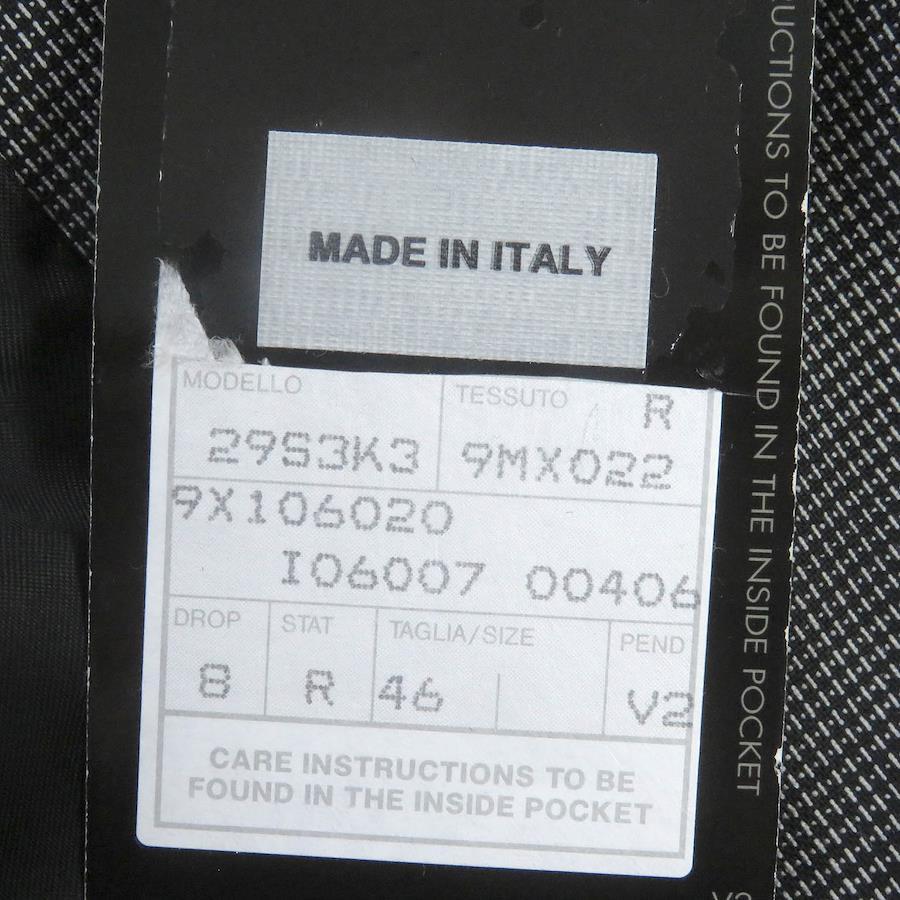 MADE IN ITALY
MODELLO
TESSUTO
R
29S3K3
9MX022
9X106020
I06007 00406
DROP
STAT
TAGLIA/SIZE
PEND
8
R
46
V2
CARE INSTRUCTIONS TO BE
FOUND IN THE INSIDE POCKET
UCTIONS TO BE FOUND IN THE INSIDE POCKET